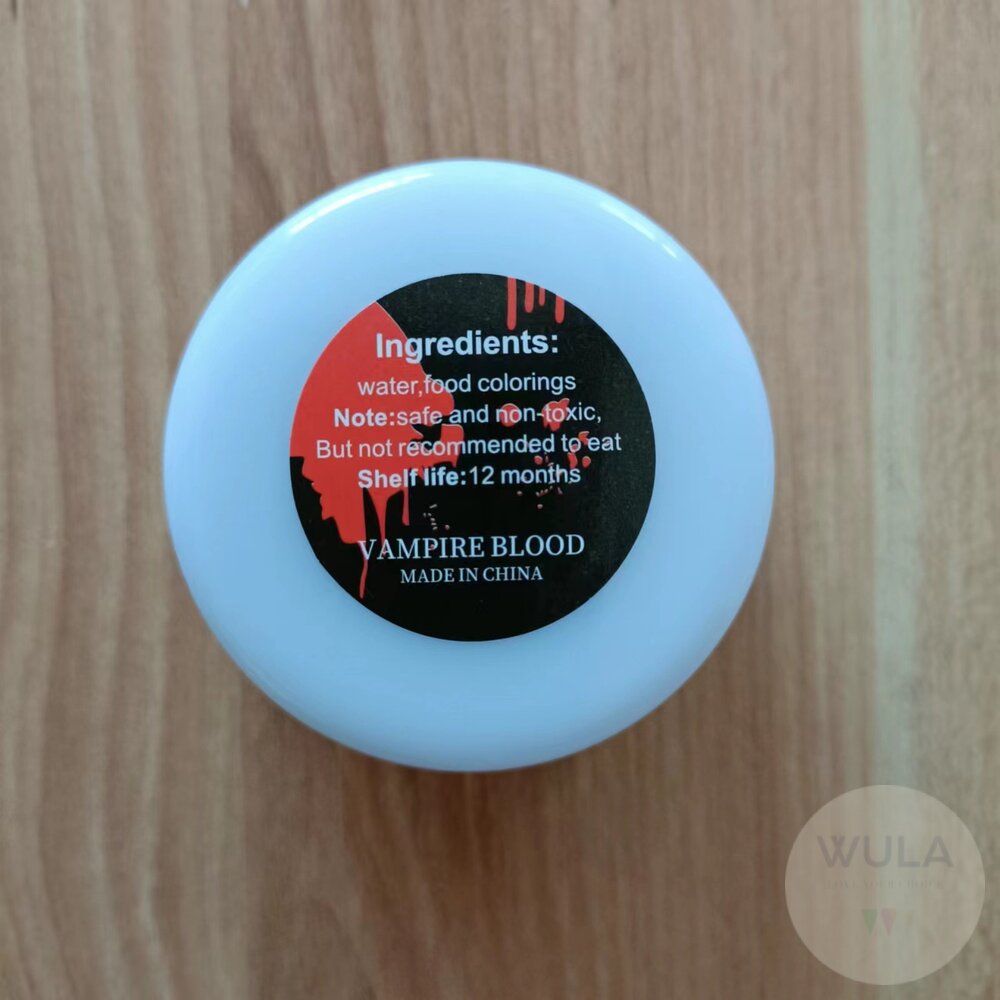 Ingredients:
water,food colorings
Note:safe and non-toxic,
But not recommended to eat
Shelf life:12 months
VAMPIRE BLOOD
MADE IN CHINA
WULA